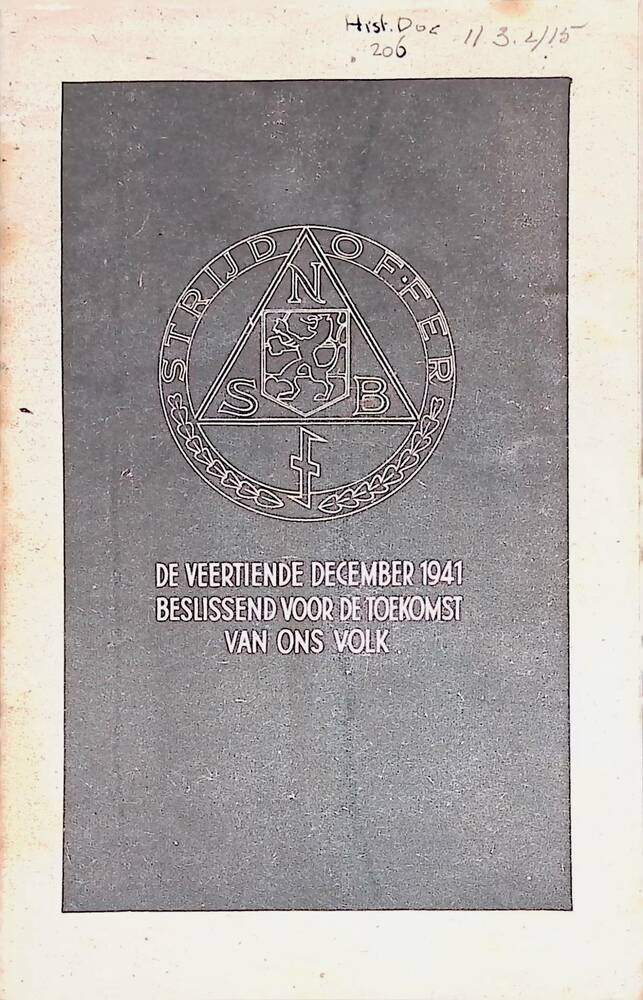 Hist. Doc
206
11 3.2/15
STRIJD OFFER
N
S B
DE VEERTIENDE DECEMBER 1941
BESLISSEND VOOR DE TOEKOMST
VAN ONS VOLK